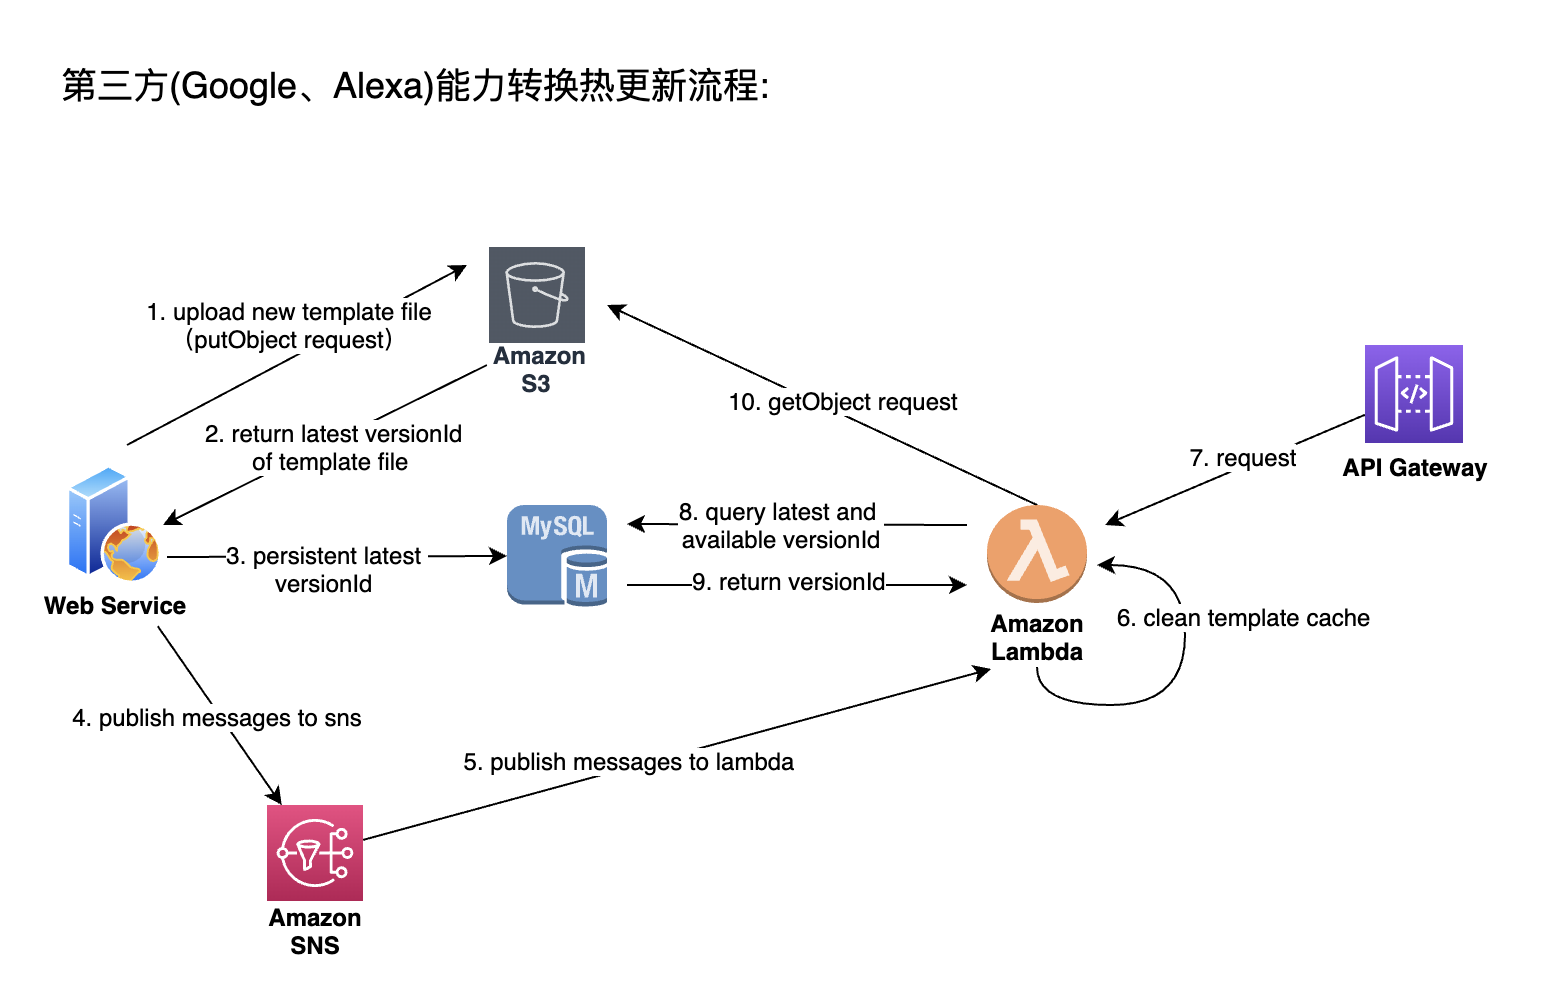 第三方(Google、Alexa)能力转换热更新流程:
1. upload new template file
（putObject request）
Amazon
S3
2. return latest versionId
of template file
10. getObject request
7. request
API Gateway
MySQL
M
8. query latest and
available versionId
3. persistent latest
versionId
9. return versionId
Web Service
Amazon
Lambda
6. clean template cache
4. publish messages to sns
5. publish messages to lambda
Amazon
SNS